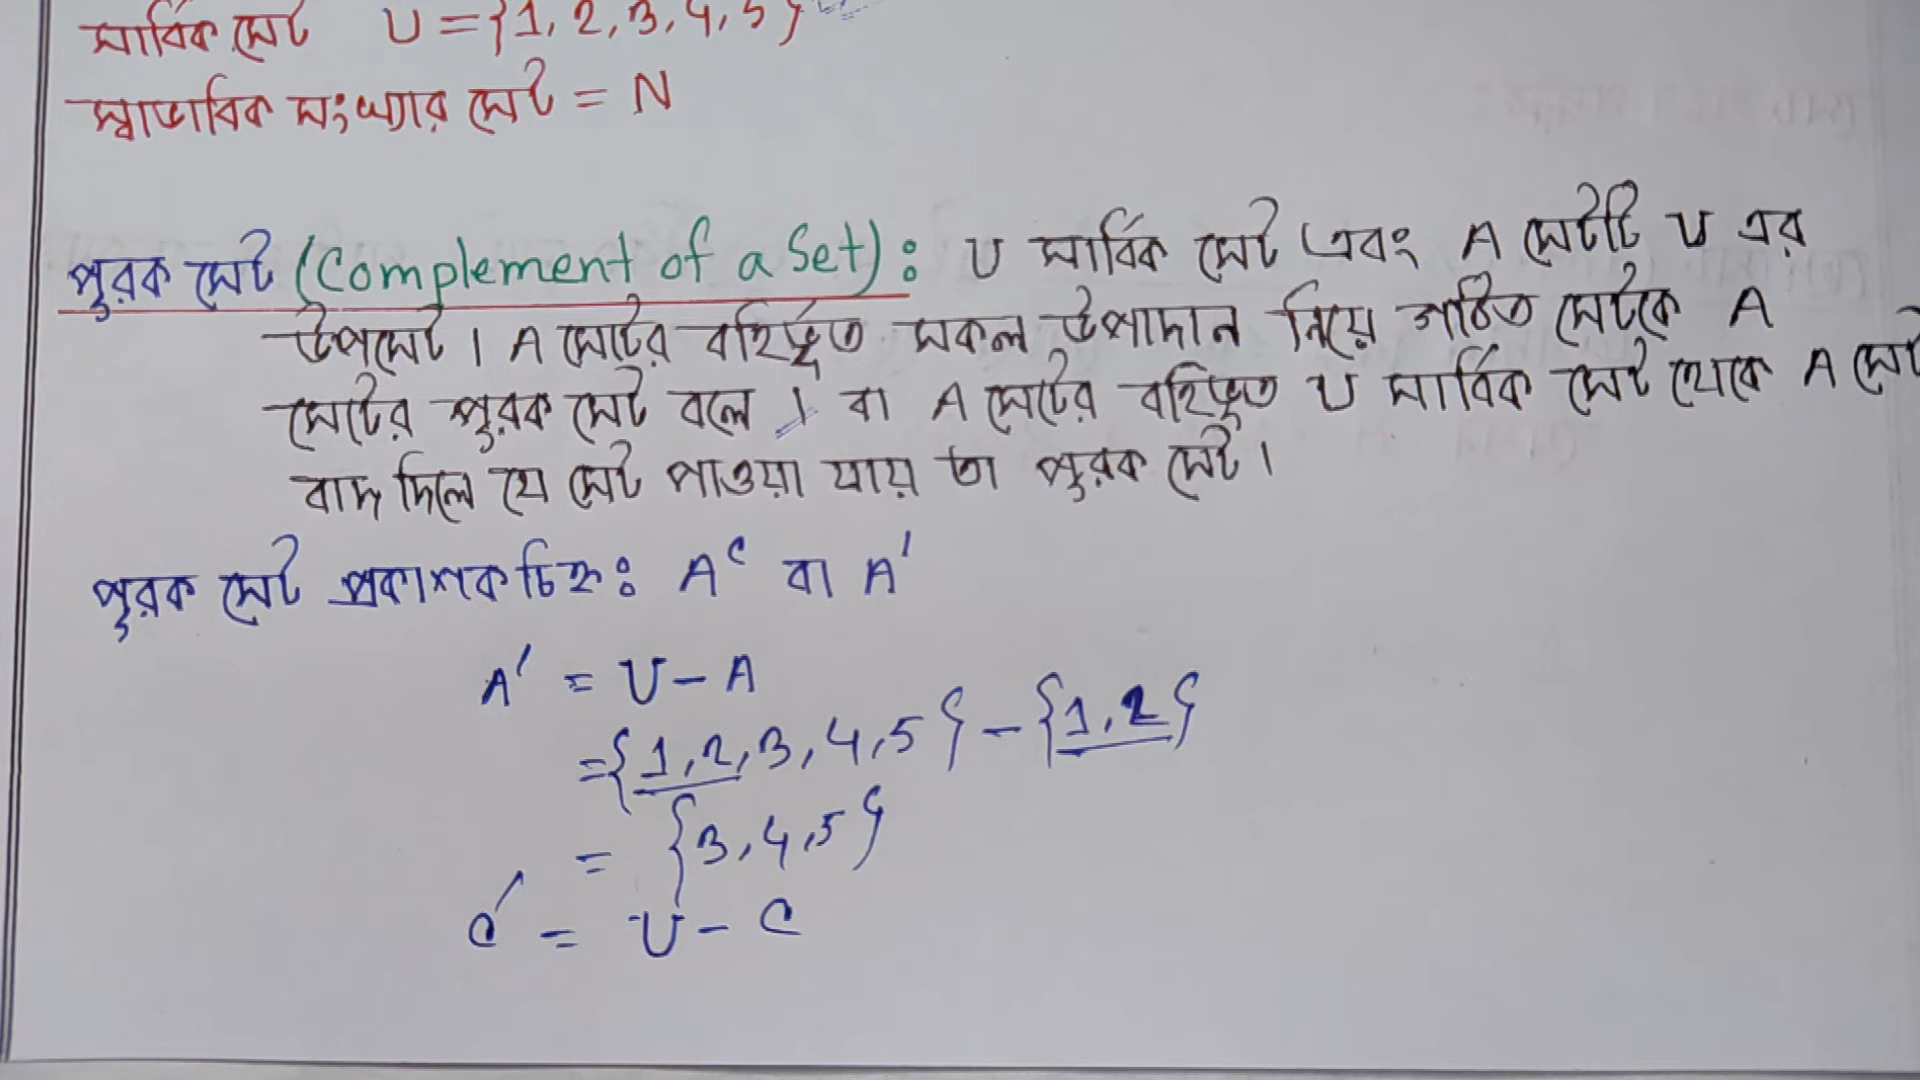 সার্বিক সেট U = {1, 2, 3, 4, 5}
স্বাভাবিক সংখ্যার সেট = N
পুরক সেট (Complement of a Set): U সার্বিক সেট এবং A সেটটি U এর
উপসেট। A সেটের বহির্ভূত সকল উপাদান নিয়ে গঠিত সেটকে A
সেটের পুরক সেট বলে। বা A সেটের বহির্ভূত U সার্বিক সেট থেকে A সেট
বাদ দিলে যে সেট পাওয়া যায় তা পুরক সেট।
পুরক সেট প্রকাশক চিহ্ন: Aᶜ বা A'
A' = U - A
= {1, 2, 3, 4, 5} - {1, 2}
= {3, 4, 5}
C' = U - C